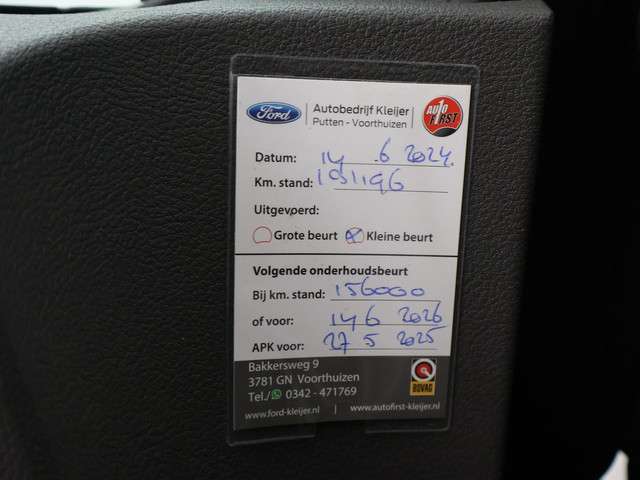 Ford
Autobedrijf Kleijer
Putten - Voorthuizen
AUTO 1O
FIRST
Datum: 14 6 2024.
Km. stand: 131196
Uitgevoerd:
Grote beurt Kleine beurt
Volgende onderhoudsbeurt
Bij km. stand: 156000
of voor: 14 6 2026
APK voor: 27 5 2025
Bakkersweg 9
3781 GN Voorthuizen
Tel./ 0342 - 471769
BOVAG
www.ford-kleijer.nl | www.autofirst-kleijer.nl